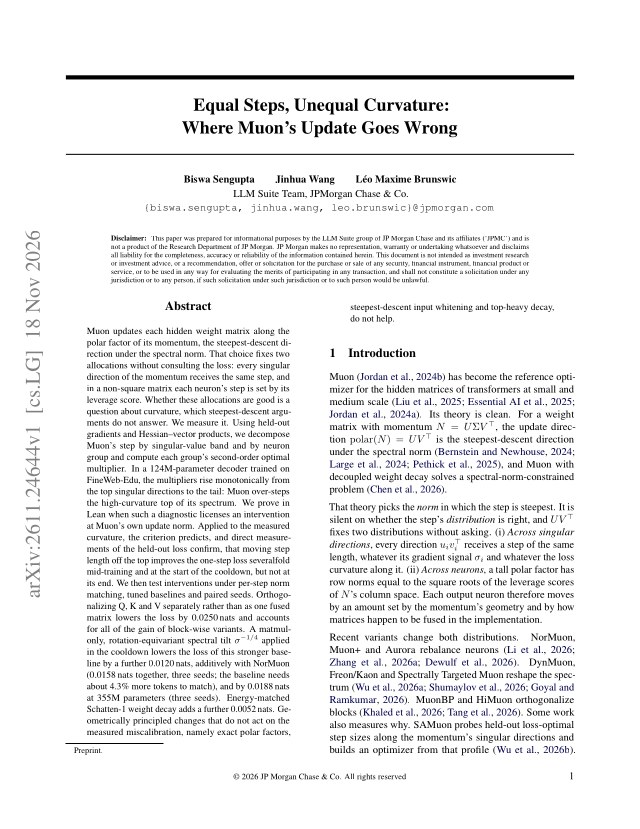 Equal Steps, Unequal Curvature:
Where Muon's Update Goes Wrong
Biswa Sengupta Jinhua Wang Léo Maxime Brunswic
LLM Suite Team, JPMorgan Chase & Co.
{biswa.sengupta, jinhua.wang, leo.brunswic}@jpmorgan.com
Disclaimer: This paper was prepared for informational purposes by the LLM Suite group of JP Morgan Chase and its affiliates ("JPMC") and is
not a product of the Research Department of JP Morgan. JP Morgan makes no representation, warranty or undertaking whatsoever and disclaims
all liability for the completeness, accuracy or reliability of the information contained herein. This document is not intended as investment research
or investment advice, or a recommendation, offer or solicitation for the purchase or sale of any security, financial instrument, financial product or
service, or to be used in any way for evaluating the merits of participating in any transaction, and shall not constitute a solicitation under any
jurisdiction or to any person, if such solicitation under such jurisdiction or to such person would be unlawful.
arXiv:2611.24644v1 [cs.LG] 18 Nov 2026
Abstract
Muon updates each hidden weight matrix along the
polar factor of its momentum, the steepest-descent di-
rection under the spectral norm. That choice fixes two
allocations without consulting the loss: every singular
direction of the momentum receives the same step, and
in a non-square matrix each neuron's step is set by its
leverage score. Whether these allocations are good is a
question about curvature, which steepest-descent argu-
ments do not answer. We measure it. Using held-out
gradients and Hessian–vector products, we decompose
Muon's step by singular-value band and by neuron
group and compute each group's second-order optimal
multiplier. In a 124M-parameter decoder trained on
FineWeb-Edu, the multipliers rise monotonically from
the top singular directions to the tail: Muon over-steps
the high-curvature top of its spectrum. We prove in
Lean when such a diagnostic licenses an intervention
at Muon's own update norm. Applied to the measured
curvature, the criterion predicts, and direct measure-
ments of the held-out loss confirm, that moving step
length off the top improves the one-step loss severalfold
mid-training and at the start of the cooldown, but not at
its end. We then test interventions under per-step norm
matching, tuned baselines and paired seeds. Orthogo-
nalizing Q, K and V separately rather than as one fused
matrix lowers the loss by 0.0250 nats and accounts for
all of the gain of block-wise variants. A matmul-
only, rotation-equivariant spectral tilt σ⁻¹/⁴ applied
in the cooldown lowers the loss of this stronger base-
line by a further 0.0120 nats, additively with NorMuon
(0.0158 nats together, three seeds; the baseline needs
about 4.3% more tokens to match), and by 0.0188 nats
at 355M parameters (three seeds). Energy-matched
Schatten-1 weight decay adds a further 0.0052 nats. Ge-
ometrically principled changes that do not act on the
measured miscalibration, namely exact polar factors,
steepest-descent input whitening and top-heavy decay,
do not help.
1 Introduction
Muon (Jordan et al., 2024b) has become the reference opti-
mizer for the hidden matrices of transformers at small and
medium scale (Liu et al., 2025; Essential AI et al., 2025;
Jordan et al., 2024a). Its theory is clean. For a weight
matrix with momentum N = UΣV⊤, the update direc-
tion polar(N) = UV⊤ is the steepest-descent direction
under the spectral norm (Bernstein and Newhouse, 2024;
Large et al., 2024; Pethick et al., 2025), and Muon with
decoupled weight decay solves a spectral-norm-constrained
problem (Chen et al., 2026).
That theory picks the norm in which the step is steepest. It is
silent on whether the step's distribution is right, and UV⊤
fixes two distributions without asking. (i) Across singular
directions, every direction uᵢvᵢ⊤ receives a step of the same
length, whatever its gradient signal σᵢ and whatever the loss
curvature along it. (ii) Across neurons, a tall polar factor has
row norms equal to the square roots of the leverage scores
of N's column space. Each output neuron therefore moves
by an amount set by the momentum's geometry and by how
matrices happen to be fused in the implementation.
Recent variants change both distributions. NorMuon,
Muon+ and Aurora rebalance neurons (Li et al., 2026;
Zhang et al., 2026a; Dewulf et al., 2026). DynMuon,
Freon/Kaon and Spectrally Targeted Muon reshape the spec-
trum (Wu et al., 2026a; Shumaylov et al., 2026; Goyal and
Ramkumar, 2026). MuonBP and HiMuon orthogonalize
blocks (Khaled et al., 2026; Tang et al., 2026). Some work
also measures why. SAMuon probes held-out loss-optimal
step sizes along the momentum's singular directions and
builds an optimizer from that profile (Wu et al., 2026b).
Preprint.
© 2026 JP Morgan Chase & Co. All rights reserved
1